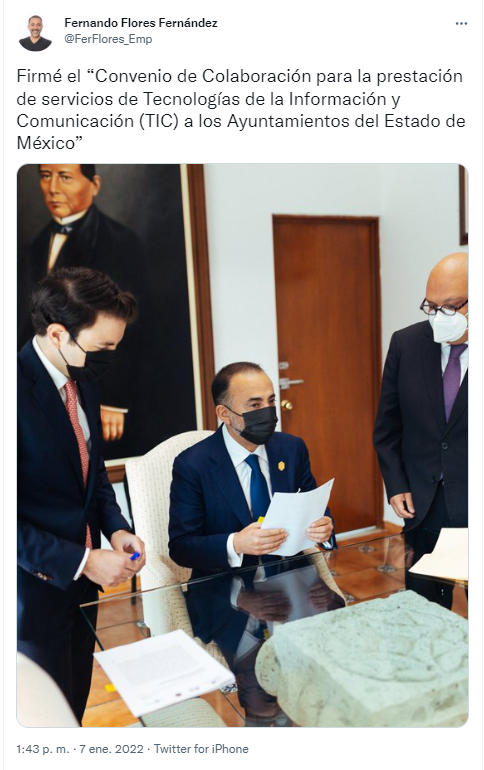 Fernando Flores Fernández
@FerFlores_Emp
Firmé el “Convenio de Colaboración para la prestación
de servicios de Tecnologías de la Información y
Comunicación (TIC) a los Ayuntamientos del Estado de
México”
1:43 p. m. · 7 ene. 2022 · Twitter for iPhone